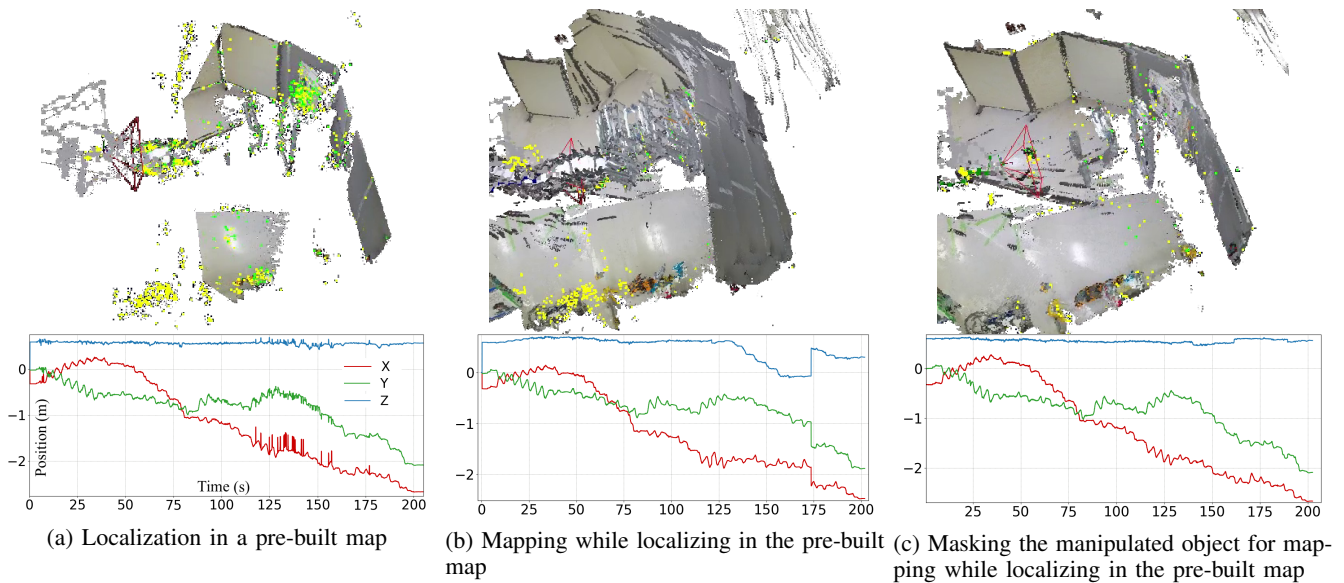 0
−1
−2
Position (m)
Time (s)
X
Y
Z
0 25 50 75 100 125 150 175 200
(a) Localization in a pre-built map
0
−1
−2
0 25 50 75 100 125 150 175 200
(b) Mapping while localizing in the pre-built
map
0
−1
−2
25 50 75 100 125 150 175 200
(c) Masking the manipulated object for map-
ping while localizing in the pre-built map